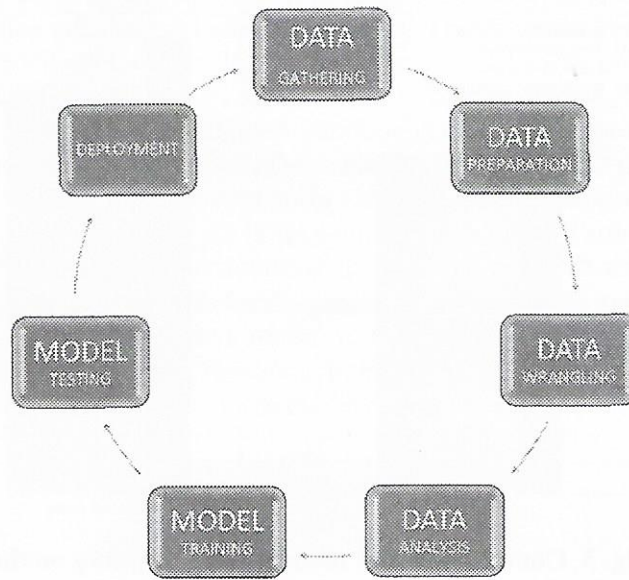 DATA
GATHERING
DATA
PREPARATION
DATA
WRANGLING
DATA
ANALYSIS
MODEL
TRAINING
MODEL
TESTING
DEPLOYMENT